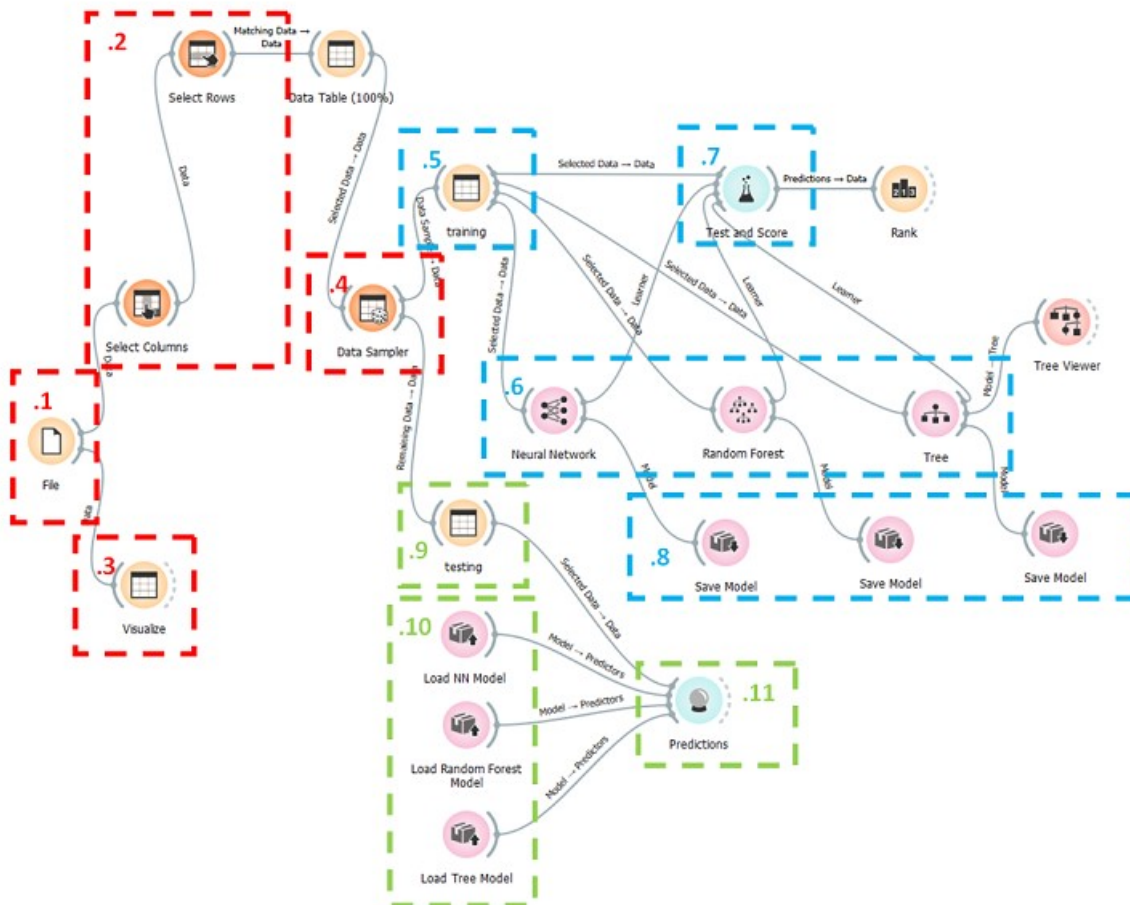 .2
Matching Data → Data
Select Rows
Data Table (100%)
Data
Selected Data → Data
.5
training
Selected Data → Data
.7
Test and Score
Predictions → Data
Rank
.4
Data Sampler
Data Sample → Data
Select Columns
Data
Selected Data → Data
Learner
Selected Data → Data
Learner
Selected Data → Data
Learner
Model → Tree
Tree Viewer
.1
File
Data
.6
Neural Network
Random Forest
Tree
Remaining Data → Data
Model
Model
Model
.3
Visualize
.9
testing
Selected Data → Data
.8
Save Model
Save Model
Save Model
.10
Load NN Model
Model → Predictors
Load Random Forest
Model
Model → Predictors
Load Tree Model
Model → Predictors
.11
Predictions